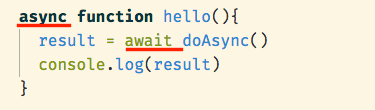 async function hello(){
  result = await doAsync()
  console.log(result)
}